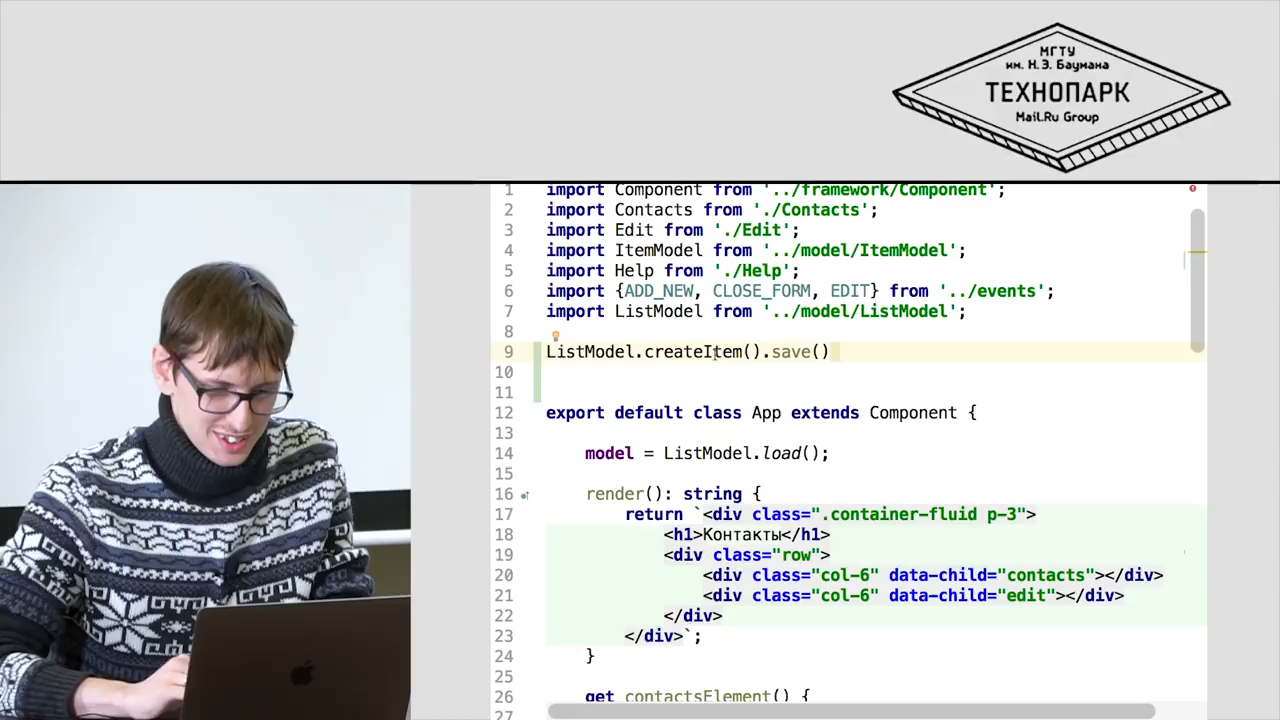 МГТУ
им. Н.Э. Баумана
ТЕХНОПАРК
Mail.Ru Group
1 import Component from '../framework/Component';
2 import Contacts from './Contacts';
3 import Edit from './Edit';
4 import ItemModel from '../model/ItemModel';
5 import Help from './Help';
6 import {ADD_NEW, CLOSE_FORM, EDIT} from '../events';
7 import ListModel from '../model/ListModel';
8
9 ListModel.createItem().save()
10
11
12 export default class App extends Component {
13
14 model = ListModel.load();
15
16 render(): string {
17 return `<div class=".container-fluid p-3">
18 <h1>Контакты</h1>
19 <div class="row">
20 <div class="col-6" data-child="contacts"></div>
21 <div class="col-6" data-child="edit"></div>
22 </div>
23 </div>`;
24 }
25
26 get contactsElement() {
27